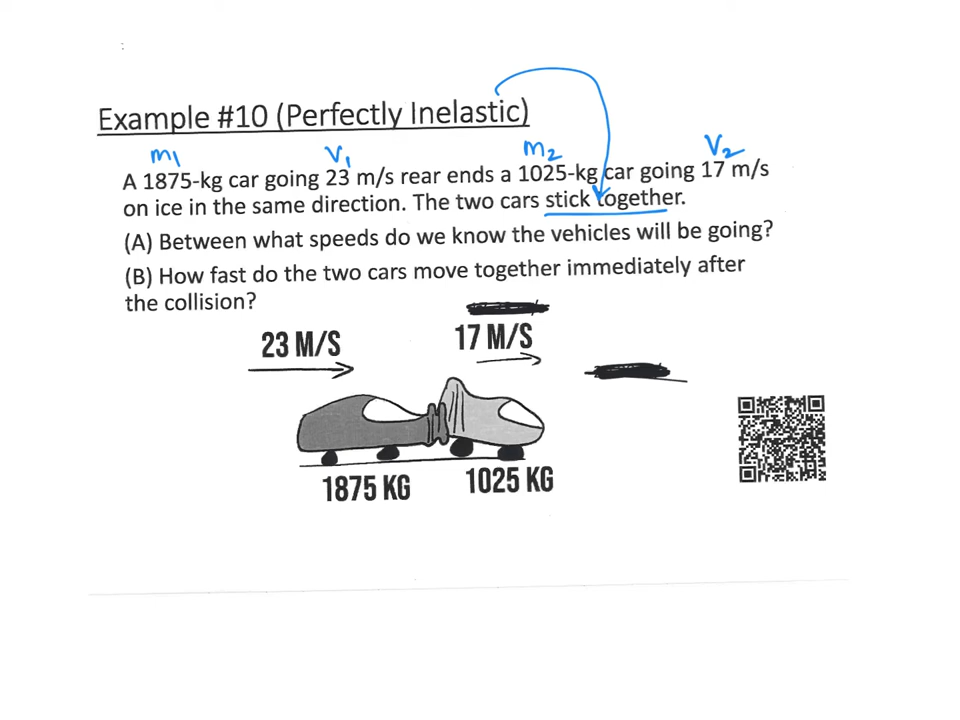 Example #10 (Perfectly Inelastic)
m1 V1 m2 V2
A 1875-kg car going 23 m/s rear ends a 1025-kg car going 17 m/s
on ice in the same direction. The two cars stick together.
(A) Between what speeds do we know the vehicles will be going?
(B) How fast do the two cars move together immediately after
the collision?
23 M/S 17 M/S
1875 KG 1025 KG